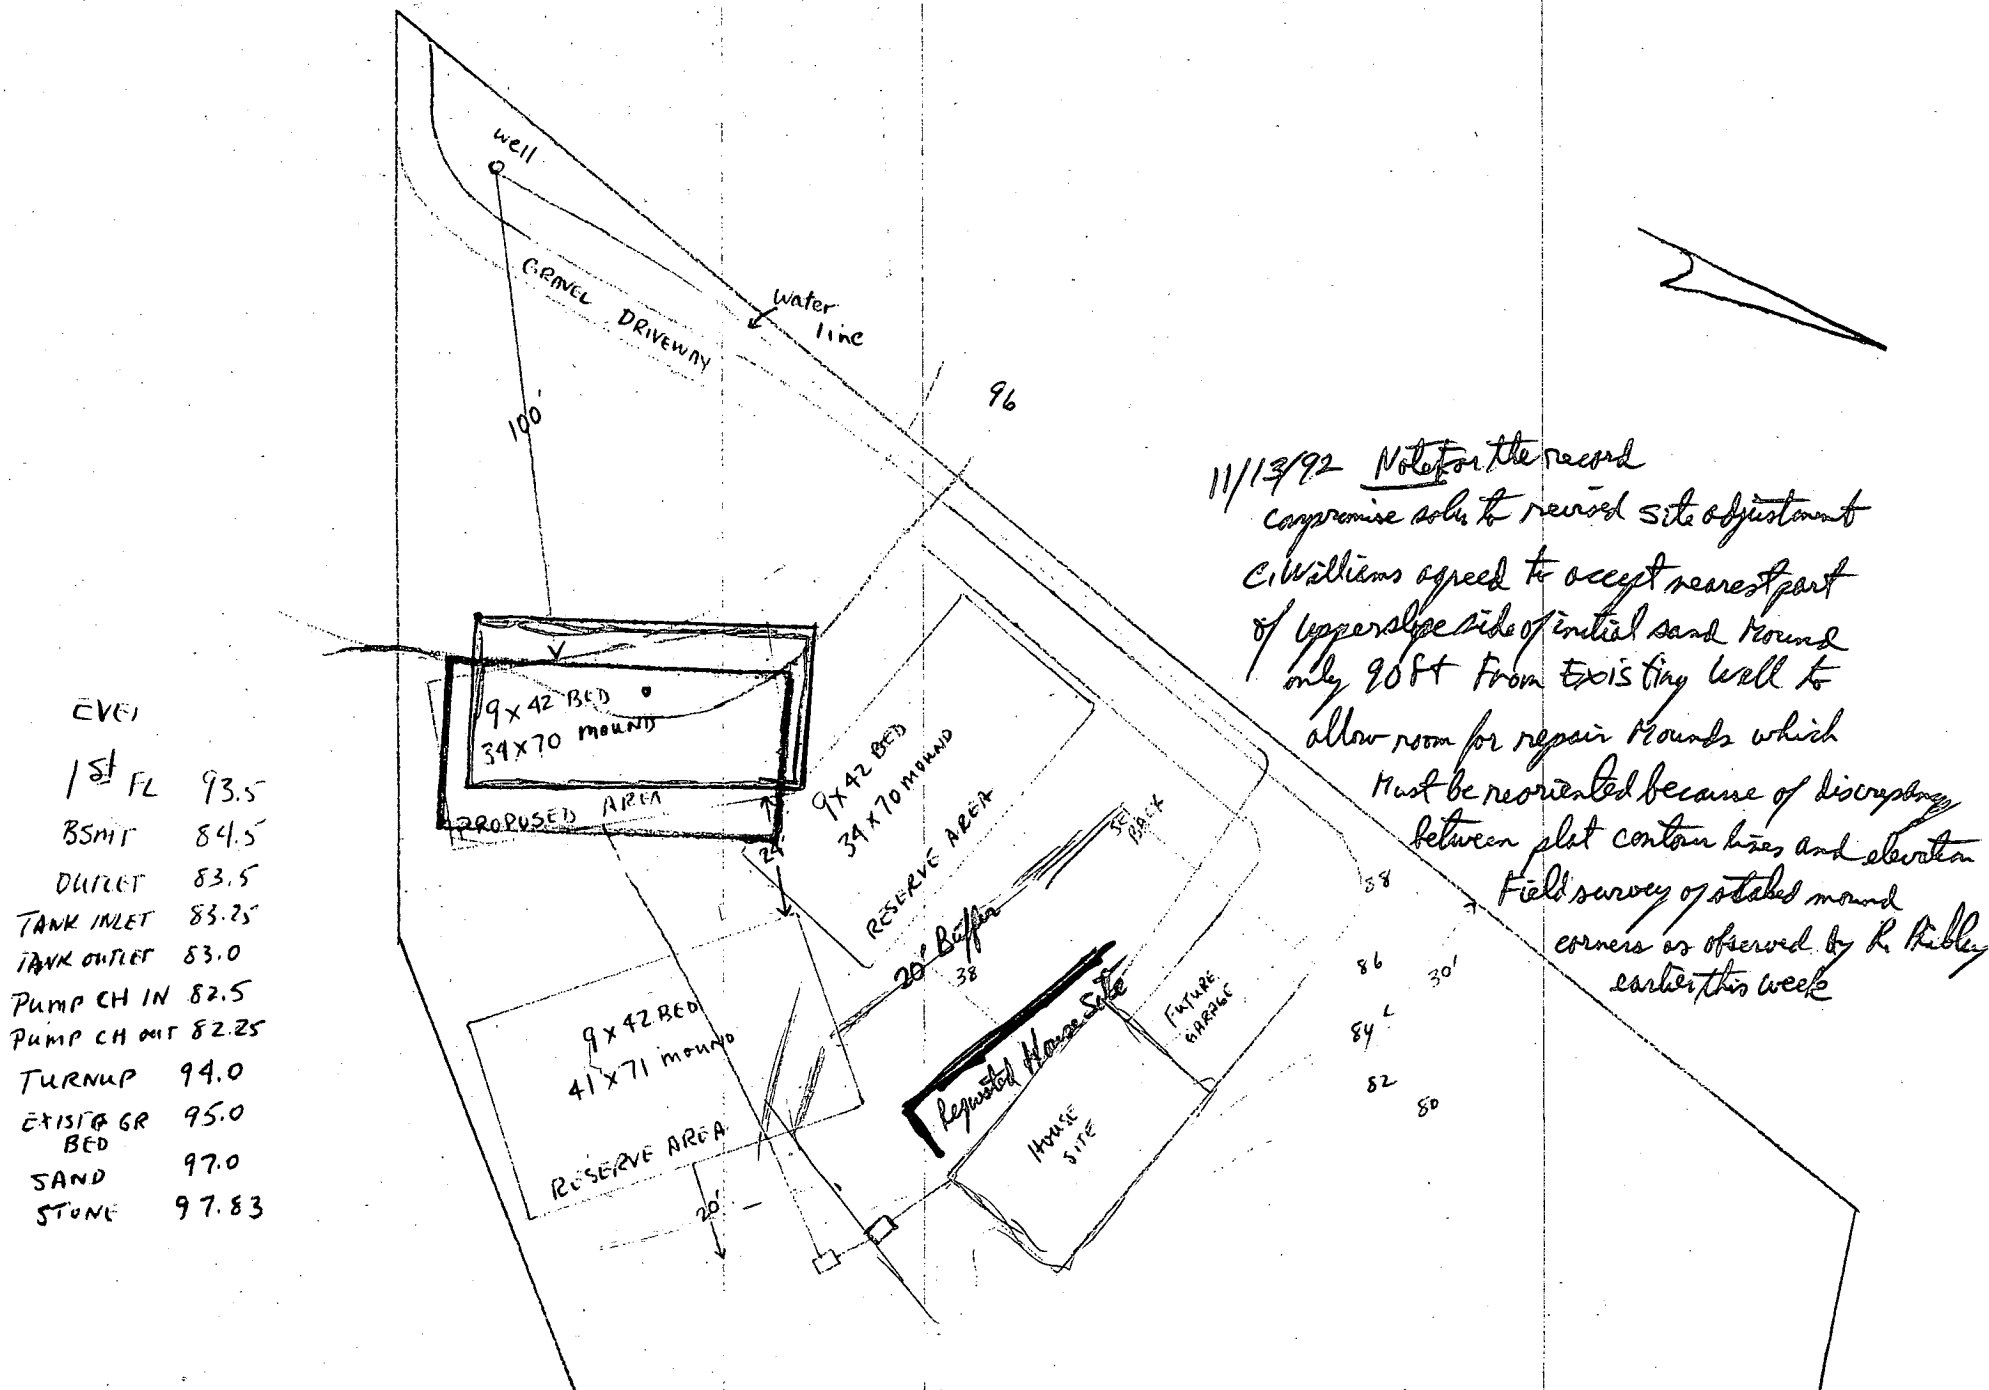 well
GRAVEL DRIVEWAY
water
line
100'
96
11/13/92 Note For the record
compromise soln to revised site adjustment
C. Williams agreed to accept nearest part
of upperslope side of initial sand Mound
only 90 ft From Existing Well to
allow room for repair Mounds which
Must be reoriented because of discrepancy
between plat contour lines and elevation
Field survey of staked mound
corners as observed by R.
earlier this week
9 x 42 BED
34 x 70 MOUND
PROPOSED AREA
24'
9 x 42 BED
34 x 70 MOUND
RESERVE AREA
SET
BACK
20' Buffer
38
9 x 42 BED
41 x 71 mound
RESERVE AREA
20'
Requested House Site
HOUSE
SITE
FUTURE
GARAGE
88
86
84
82
80
30'
1st FL 93.5
BSMT 84.5
OUTLET 83.5
TANK INLET 83.25
TANK OUTLET 83.0
PUMP CH IN 82.5
PUMP CH OUT 82.25
TURNUP 94.0
EXISTG GR 95.0
BED
SAND 97.0
STONE 97.83